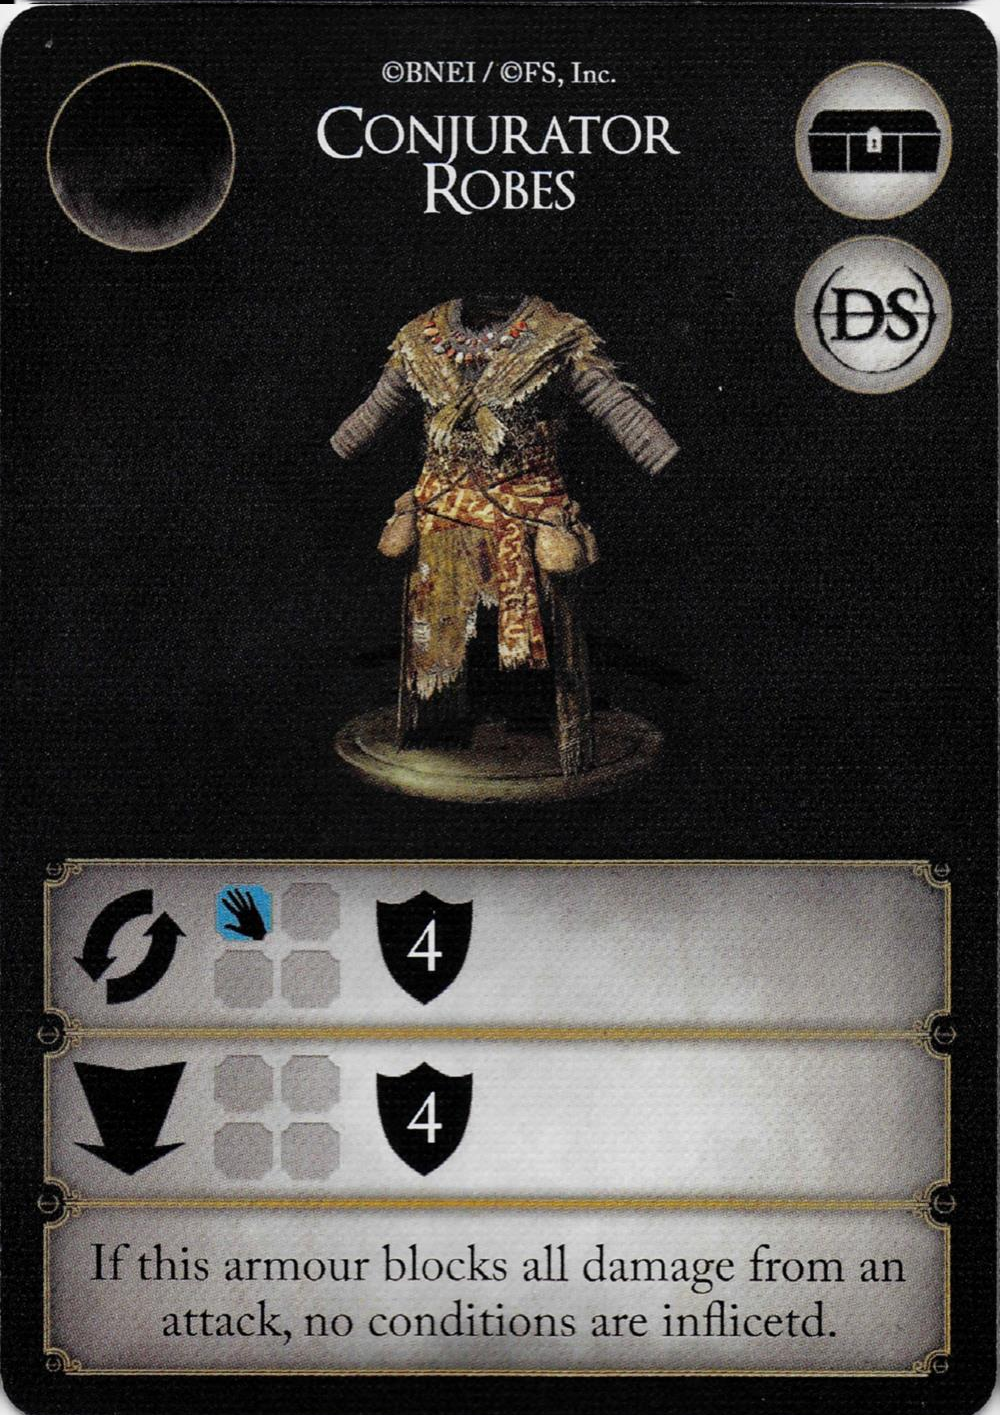 ©BNEI / ©FS, Inc.
CONJURATOR
ROBES
DS
4
4
If this armour blocks all damage from an
attack, no conditions are inflicetd.